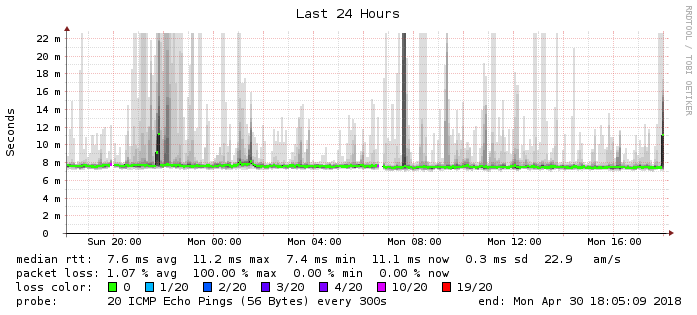 Last 24 Hours
RRDTOOL / TOBI OETIKER
Seconds
22 m
20 m
18 m
16 m
14 m
12 m
10 m
8 m
6 m
4 m
2 m
0
Sun 20:00 Mon 00:00 Mon 04:00 Mon 08:00 Mon 12:00 Mon 16:00
median rtt: 7.6 ms avg 11.2 ms max 7.4 ms min 11.1 ms now 0.3 ms sd 22.9 am/s
packet loss: 1.07 % avg 100.00 % max 0.00 % min 0.00 % now
loss color: 0 1/20 2/20 3/20 4/20 10/20 19/20
probe: 20 ICMP Echo Pings (56 Bytes) every 300s end: Mon Apr 30 18:05:09 2018